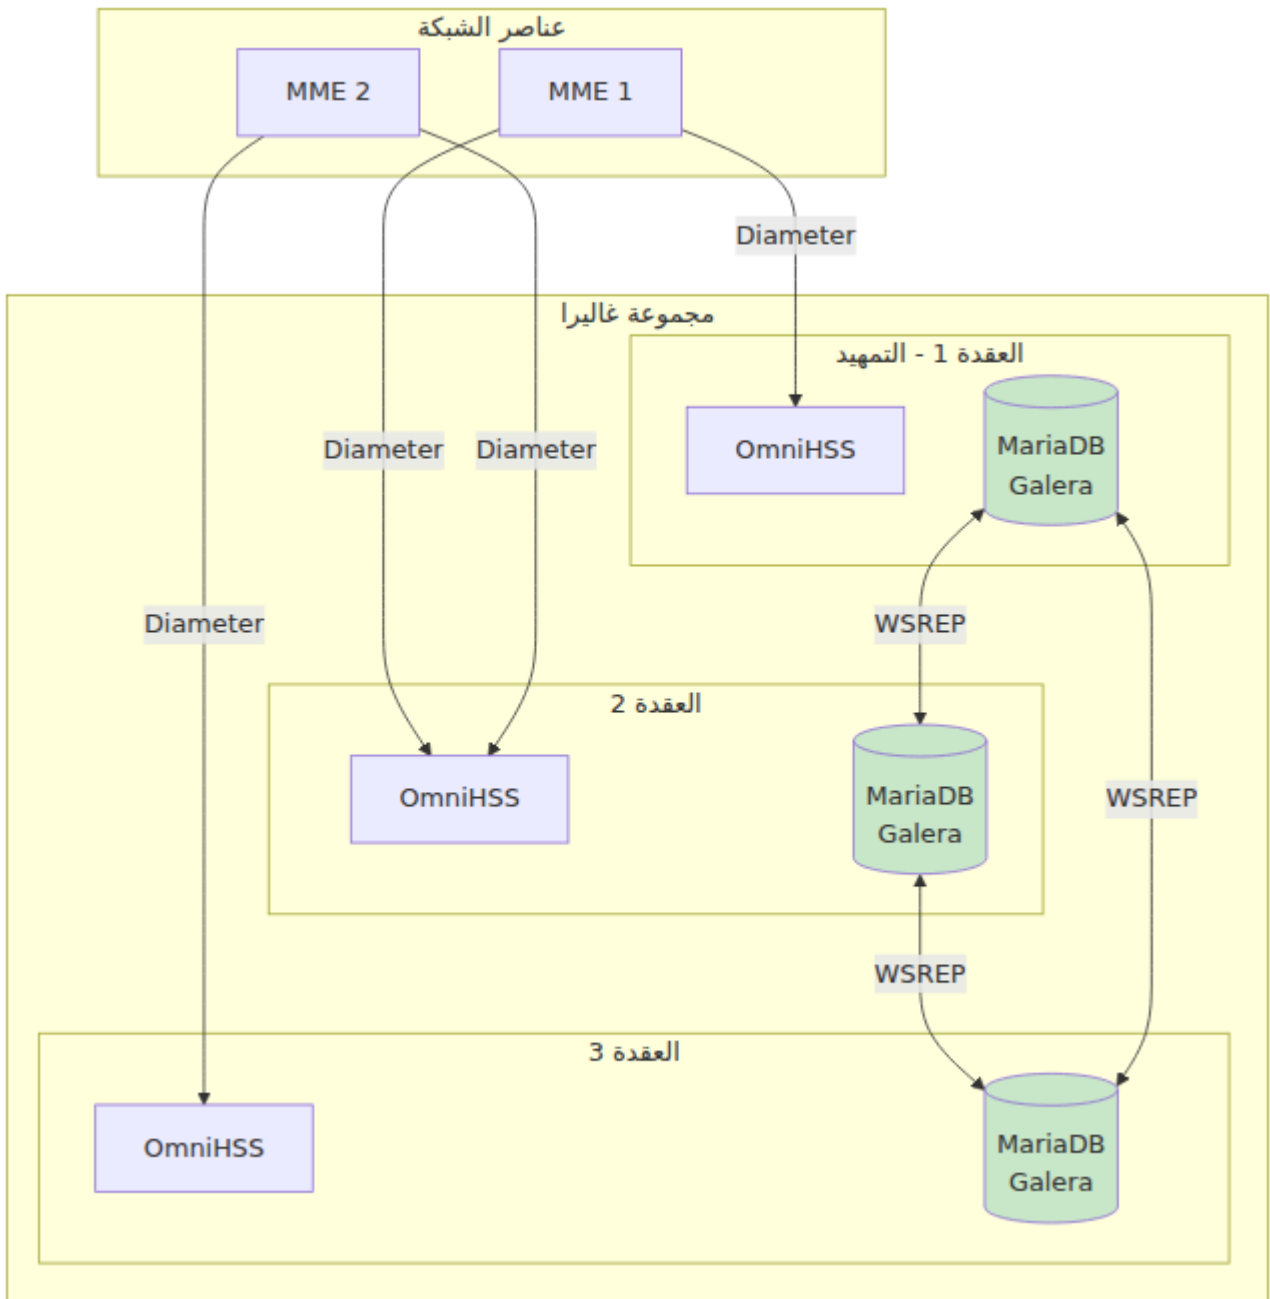 عناصر الشبكة
MME 2
MME 1
Diameter
مجموعة غاليرا
العقدة 1 - التمهيد
OmniHSS
MariaDB
Galera
Diameter
Diameter
Diameter
WSREP
العقدة 2
OmniHSS
MariaDB
Galera
WSREP
WSREP
العقدة 3
OmniHSS
MariaDB
Galera